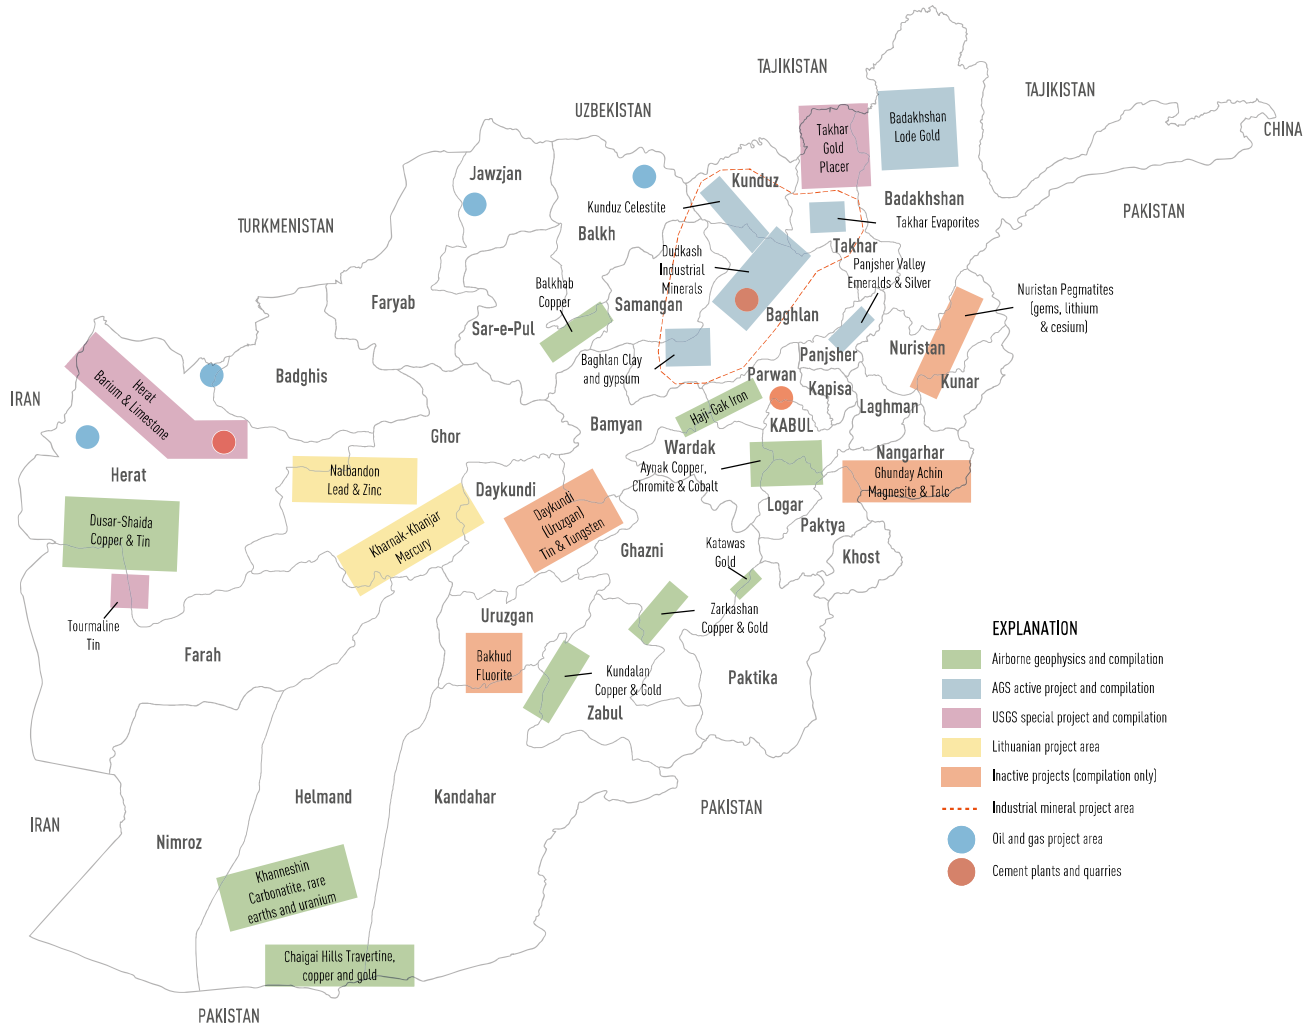 TAJIKISTAN
TAJIKISTAN
UZBEKISTAN
CHINA
Takhar
Gold
Placer
Badakhshan
Lode Gold
Jawzjan
Kunduz
Badakhshan
PAKISTAN
Kunduz Celestite
Takhar Evaporites
TURKMENISTAN
Balkh
Takhar
Dudkash
Industrial
Minerals
Panjsher Valley
Emeralds & Silver
Balkhab
Copper
Nuristan Pegmatites
(gems, lithium
& cesium)
Faryab
Samangan
Sar-e-Pul
Baghlan
Baghlan Clay
and gypsum
Panjsher
Nuristan
Herat
Barium & Limestone
Badghis
Parwan
Kapisa
Kunar
IRAN
Haji-Gak Iron
Laghman
Bamyan
KABUL
Ghor
Wardak
Nangarhar
Herat
Nalbandon
Lead & Zinc
Aynak Copper,
Chromite & Cobalt
Ghunday Achin
Magnesite & Talc
Daykundi
Logar
Dusar-Shaida
Copper & Tin
Kharnak-Khanjar
Mercury
Daykundi
(Uruzgan)
Tin & Tungsten
Paktya
Ghazni
Katawas
Gold
Khost
Tourmaline
Tin
Uruzgan
Zarkashan
Copper & Gold
Farah
Bakhud
Fluorite
Kundalan
Copper & Gold
Paktika
Zabul
EXPLANATION
Airborne geophysics and compilation
AGS active project and compilation
USGS special project and compilation
Lithuanian project area
Inactive projects (compilation only)
Industrial mineral project area
Oil and gas project area
Cement plants and quarries
Helmand
Kandahar
PAKISTAN
IRAN
Nimroz
Khanneshin
Carbonatite, rare
earths and uranium
Chaigai Hills Travertine,
copper and gold
PAKISTAN